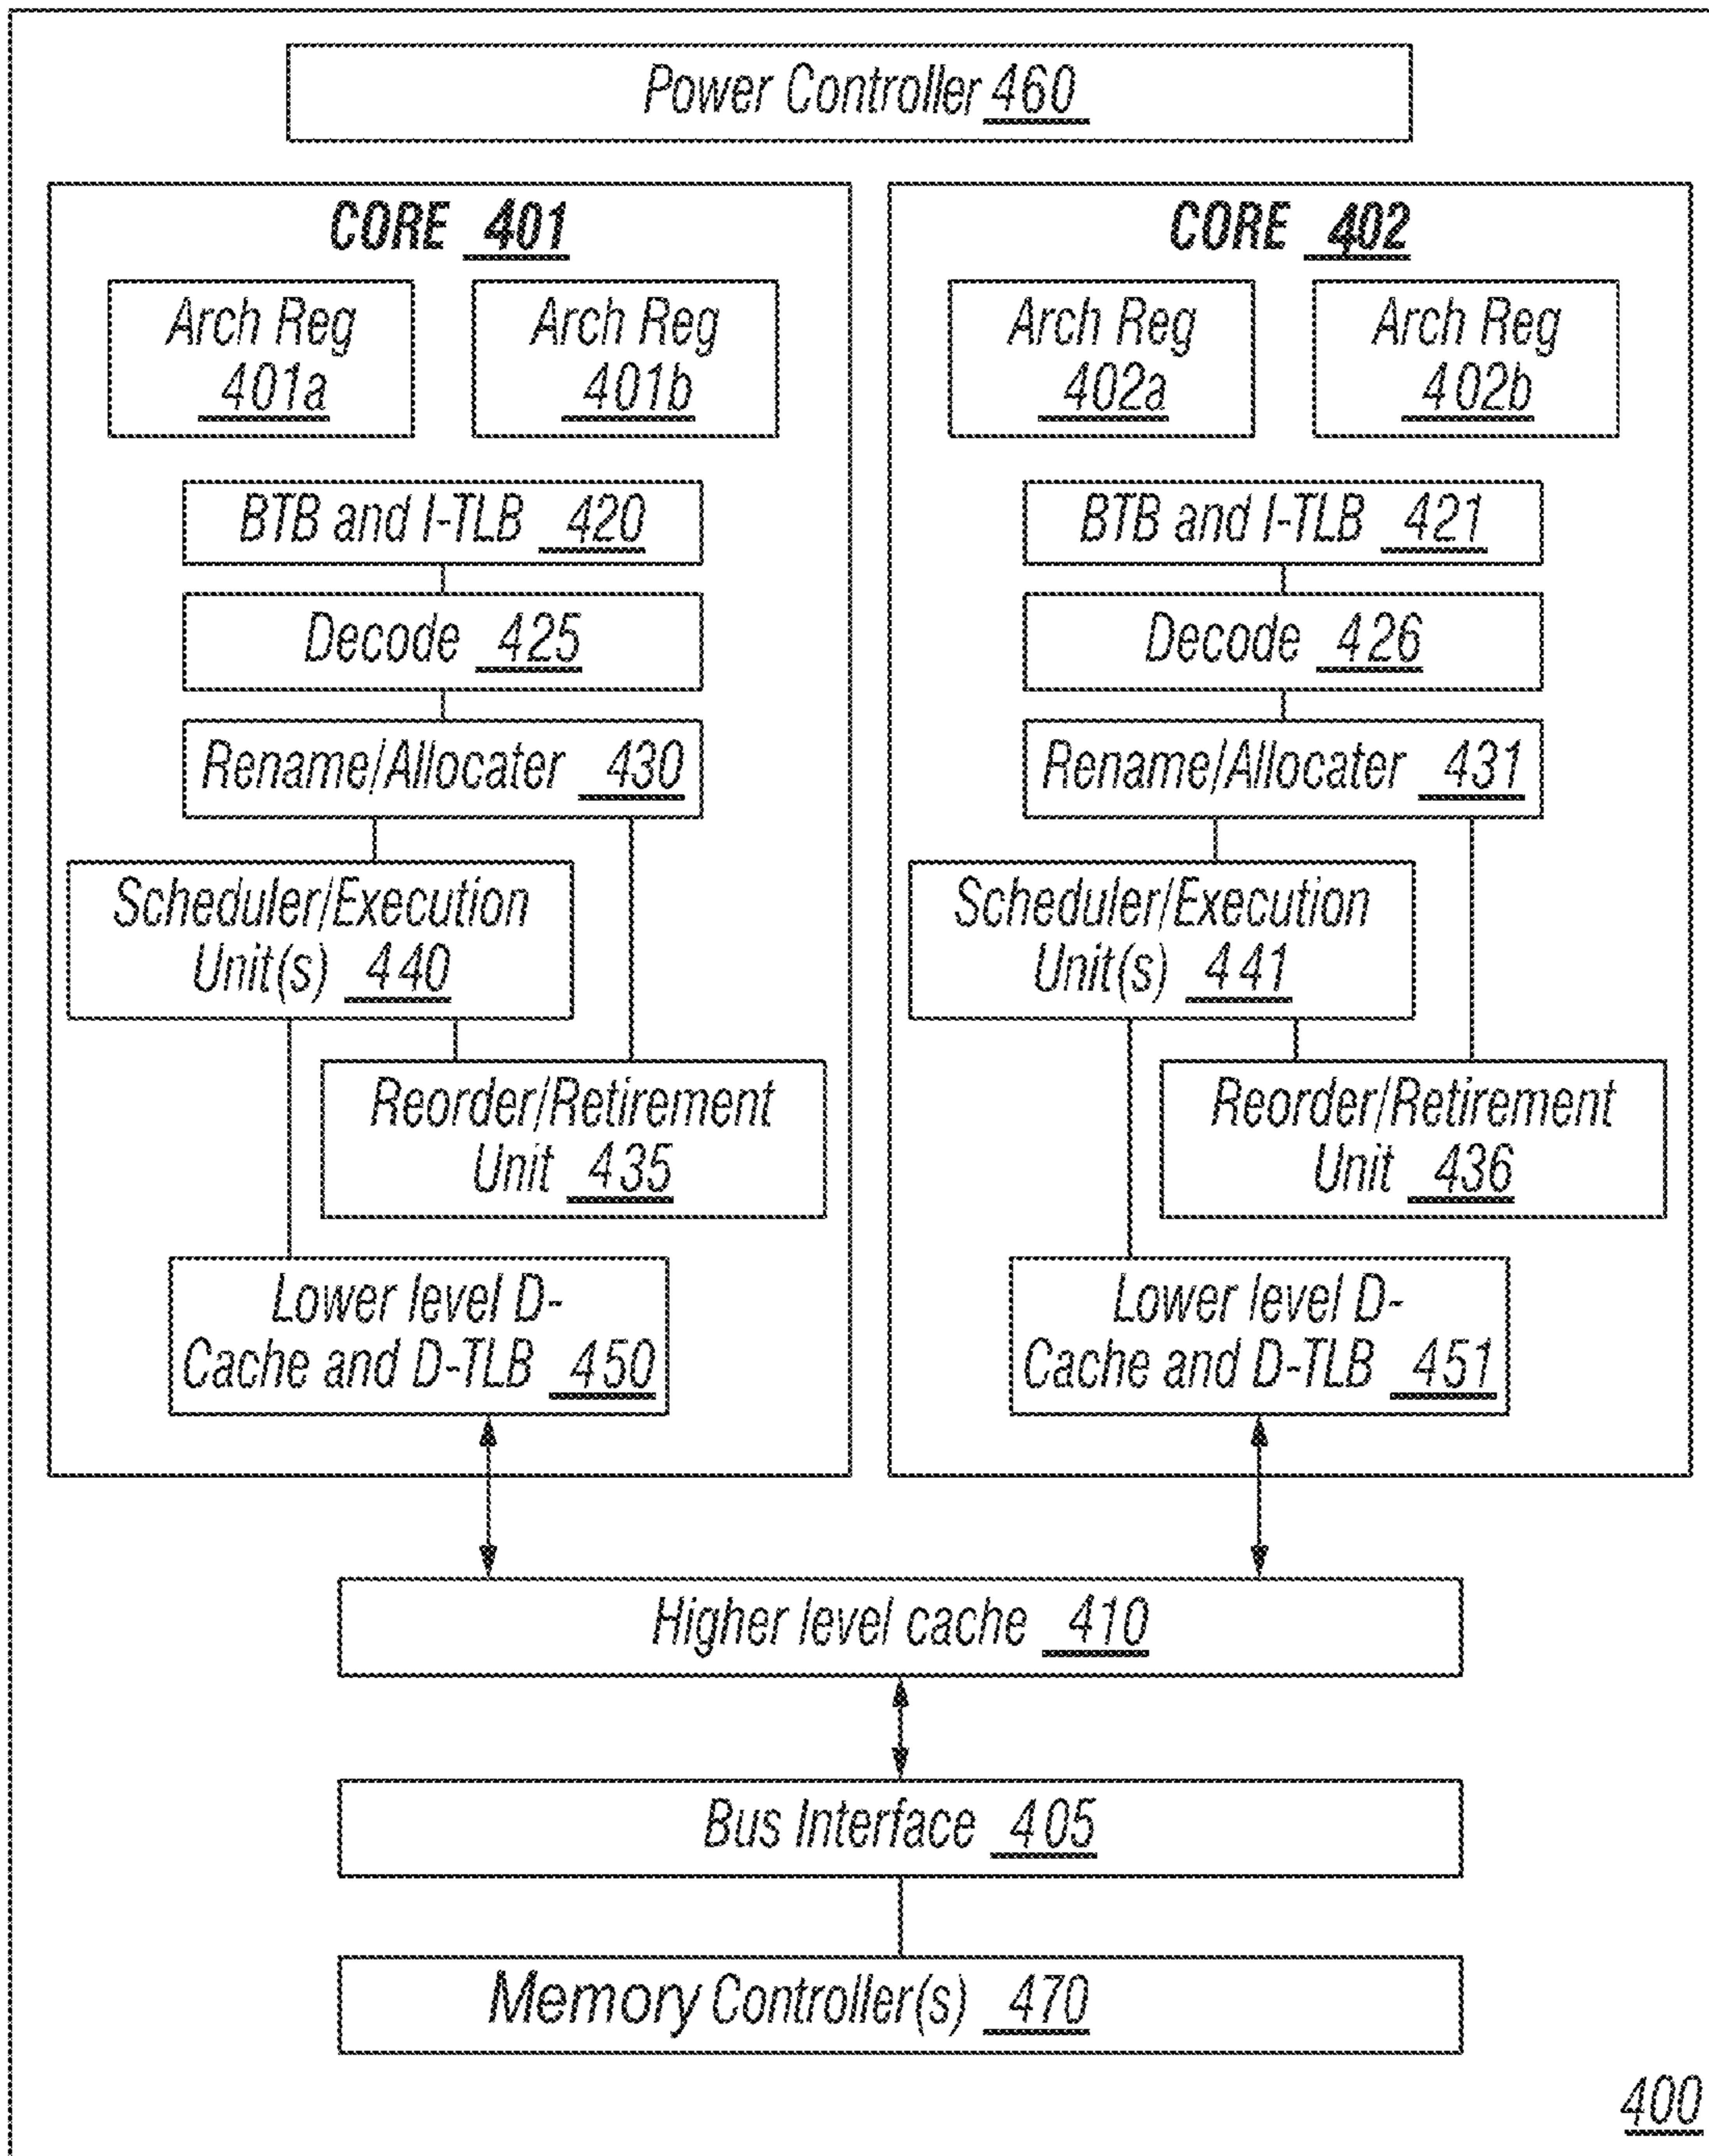 Power Controller 460
CORE 401
Arch Reg
401a
Arch Reg
401b
BTB and I-TLB 420
Decode 425
Rename/Allocater 430
Scheduler/Execution
Unit(s) 440
Reorder/Retirement
Unit 435
Lower level D-
Cache and D-TLB 450
CORE 402
Arch Reg
402a
Arch Reg
402b
BTB and I-TLB 421
Decode 426
Rename/Allocater 431
Scheduler/Execution
Unit(s) 441
Reorder/Retirement
Unit 436
Lower level D-
Cache and D-TLB 451
Higher level cache 410
Bus Interface 405
Memory Controller(s) 470
400